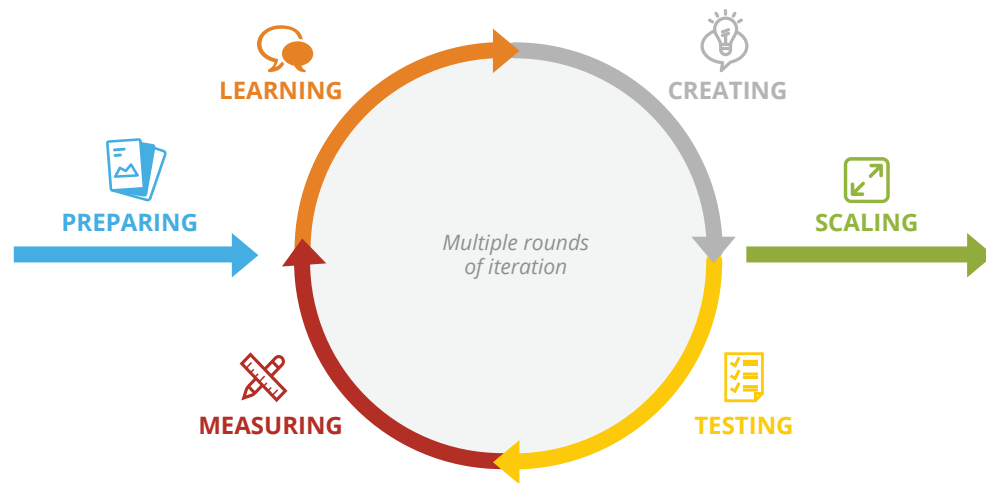 LEARNING
CREATING
PREPARING
SCALING
Multiple rounds
of iteration
MEASURING
TESTING